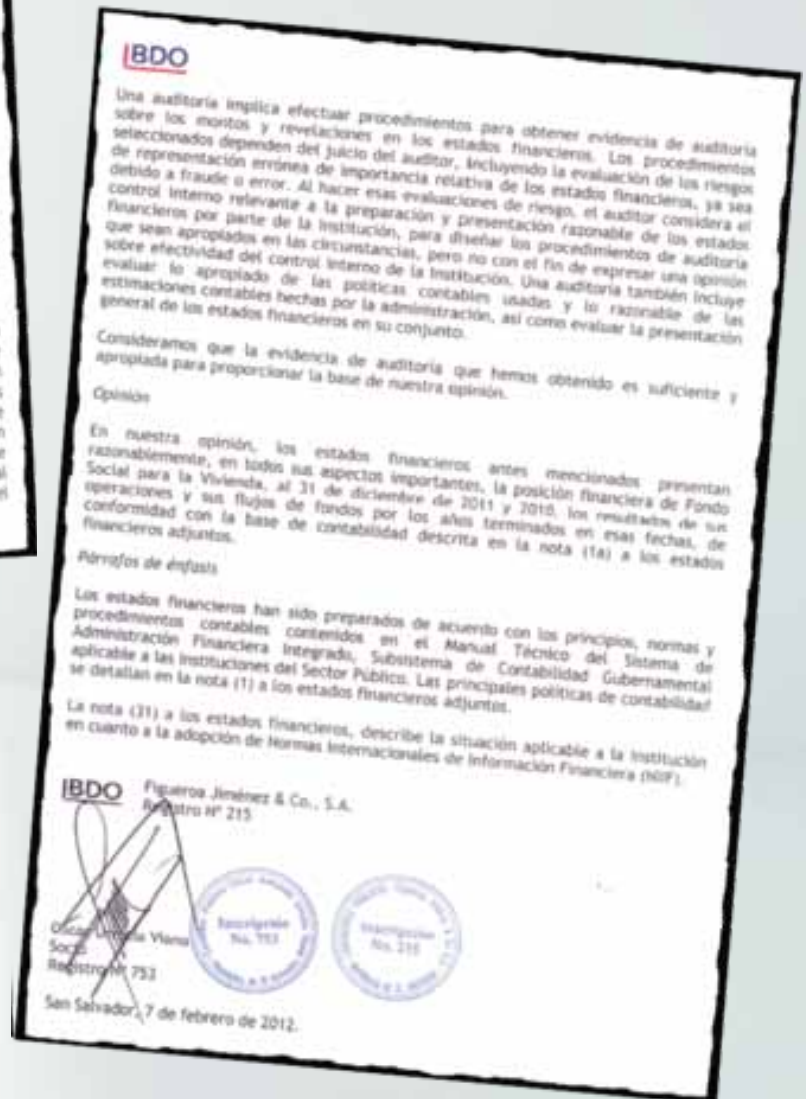 BDO
Una auditoría implica efectuar procedimientos para obtener evidencia de auditoría
sobre los montos y revelaciones en los estados financieros. Los procedimientos
seleccionados dependen del juicio del auditor, incluyendo la evaluación de los riesgos
de representación errónea de importancia relativa de los estados financieros, ya sea
debido a fraude o error. Al hacer esas evaluaciones de riesgo, el auditor considera el
control interno relevante a la preparación y presentación razonable de los estados
financieros por parte de la Institución, para diseñar los procedimientos de auditoría
que sean apropiados en las circunstancias, pero no con el fin de expresar una opinión
sobre efectividad del control interno de la Institución. Una auditoría también incluye
evaluar lo apropiado de las políticas contables usadas y lo razonable de las
estimaciones contables hechas por la administración, así como evaluar la presentación
general de los estados financieros en su conjunto.
Consideramos que la evidencia de auditoría que hemos obtenido es suficiente y
apropiada para proporcionar la base de nuestra opinión.
Opinión
En nuestra opinión, los estados financieros antes mencionados presentan
razonablemente, en todos sus aspectos importantes, la posición financiera de Fondo
Social para la Vivienda, al 31 de diciembre de 2011 y 2010, los resultados de sus
operaciones y sus flujos de fondos por los años terminados en esas fechas, de
conformidad con la base de contabilidad descrita en la nota (1a) a los estados
financieros adjuntos.
Párrafos de énfasis
Los estados financieros han sido preparados de acuerdo con los principios, normas y
procedimientos contables contenidos en el Manual Técnico del Sistema de
Administración Financiera Integrado, Subsistema de Contabilidad Gubernamental
aplicable a las Instituciones del Sector Público. Las principales políticas de contabilidad
se detallan en la nota (1) a los estados financieros adjuntos.
La nota (31) a los estados financieros, describe la situación aplicable a la Institución
en cuanto a la adopción de Normas Internacionales de Información Financiera (NIIF).
BDO Figueroa Jiménez & Co., S.A.
Registro Nº 215
Inscripción
No. 753
Inscripción
No. 215
Viana
Socio
Registro Nº 753
San Salvador, 7 de febrero de 2012.